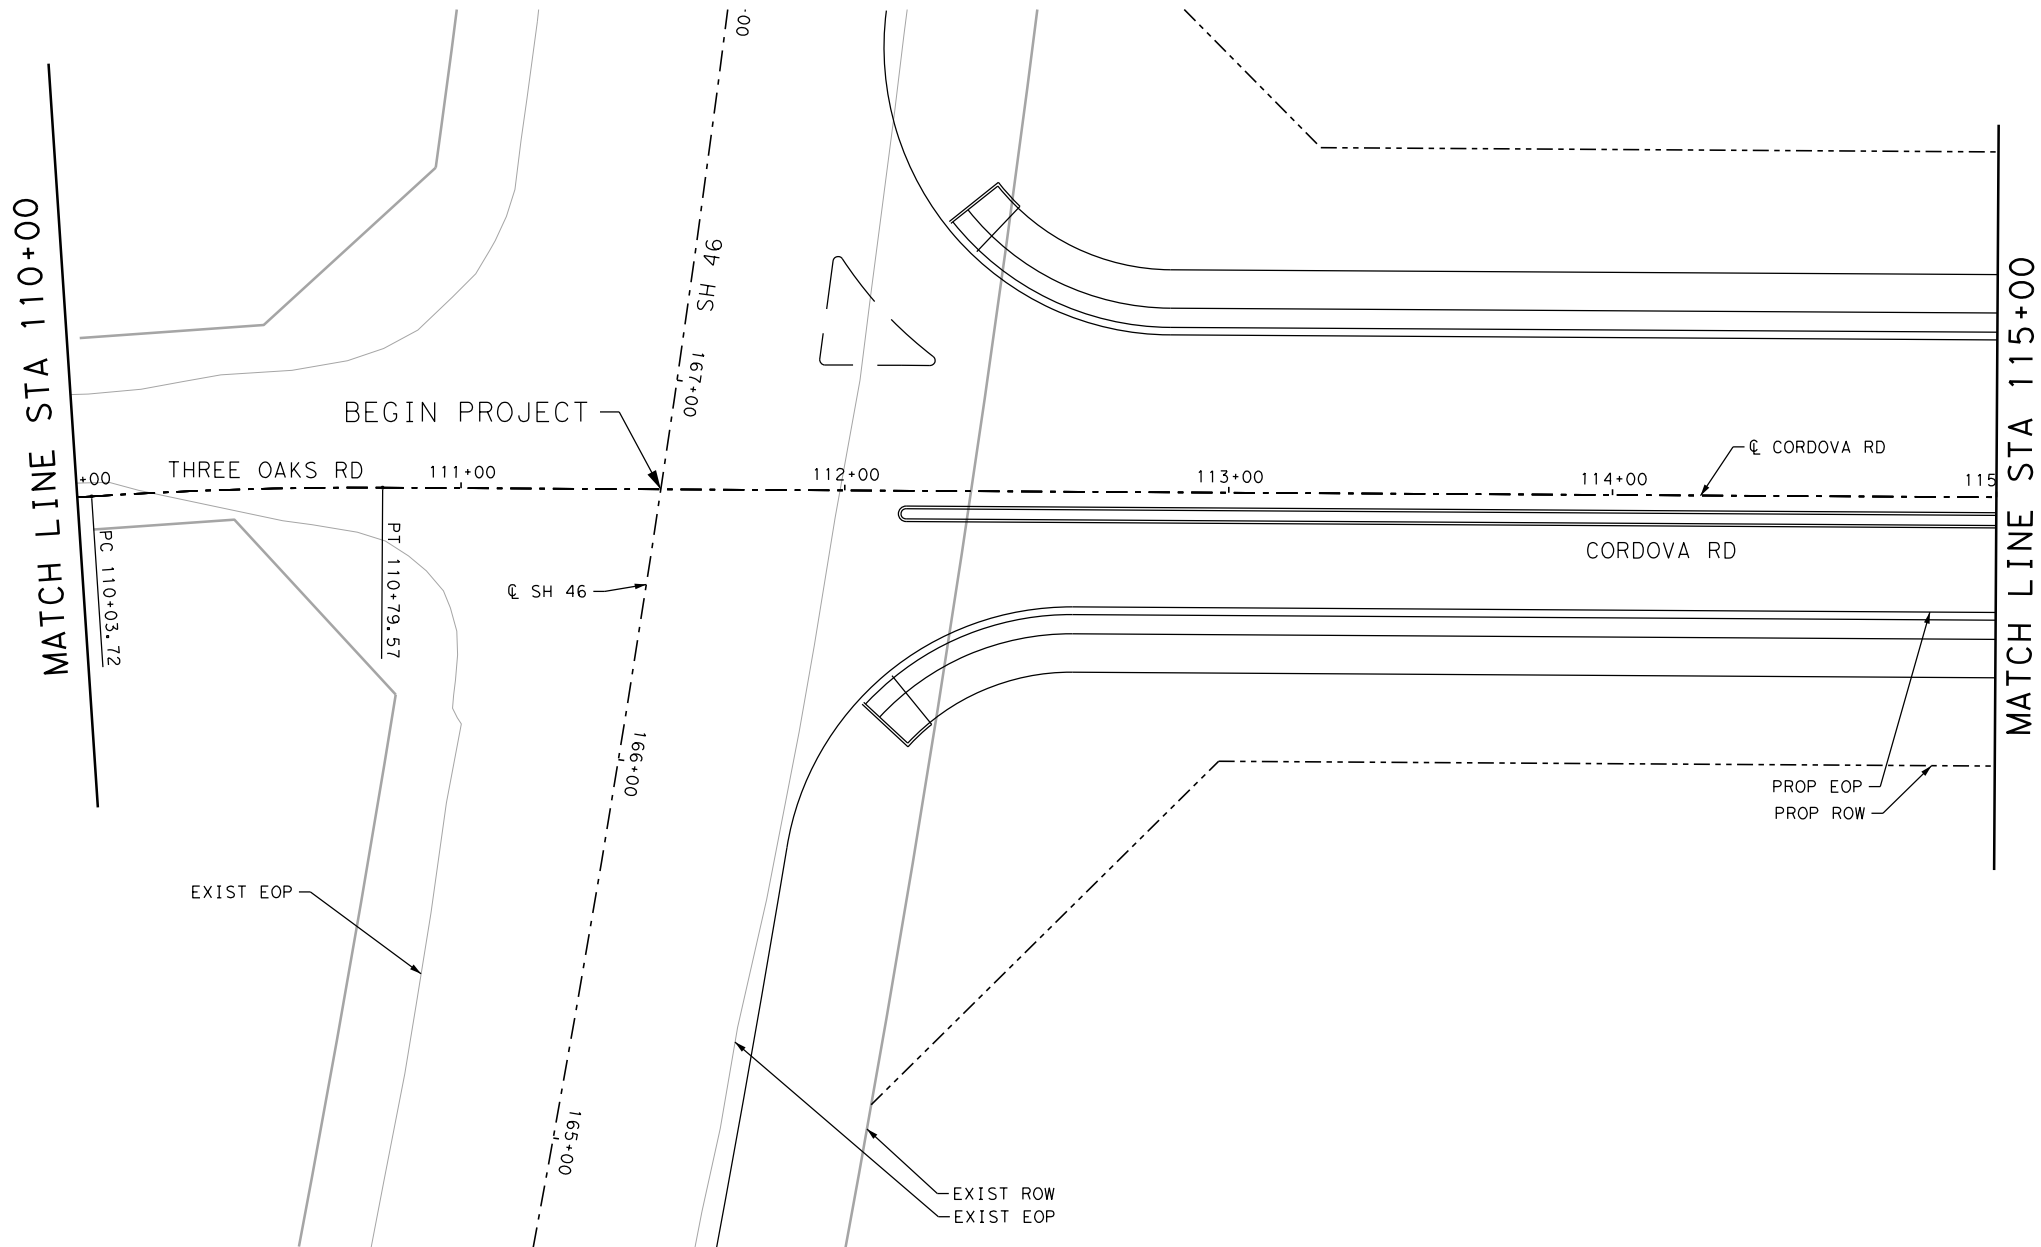 +00
SH 46
167+00
MATCH LINE STA 110+00
BEGIN PROJECT
THREE OAKS RD
+00
111+00
112+00
113+00
114+00
115
℄ CORDOVA RD
MATCH LINE STA 115+00
PC 110+03.72
PT 110+79.57
CORDOVA RD
℄ SH 46
166+00
PROP EOP
PROP ROW
EXIST EOP
165+00
EXIST ROW
EXIST EOP